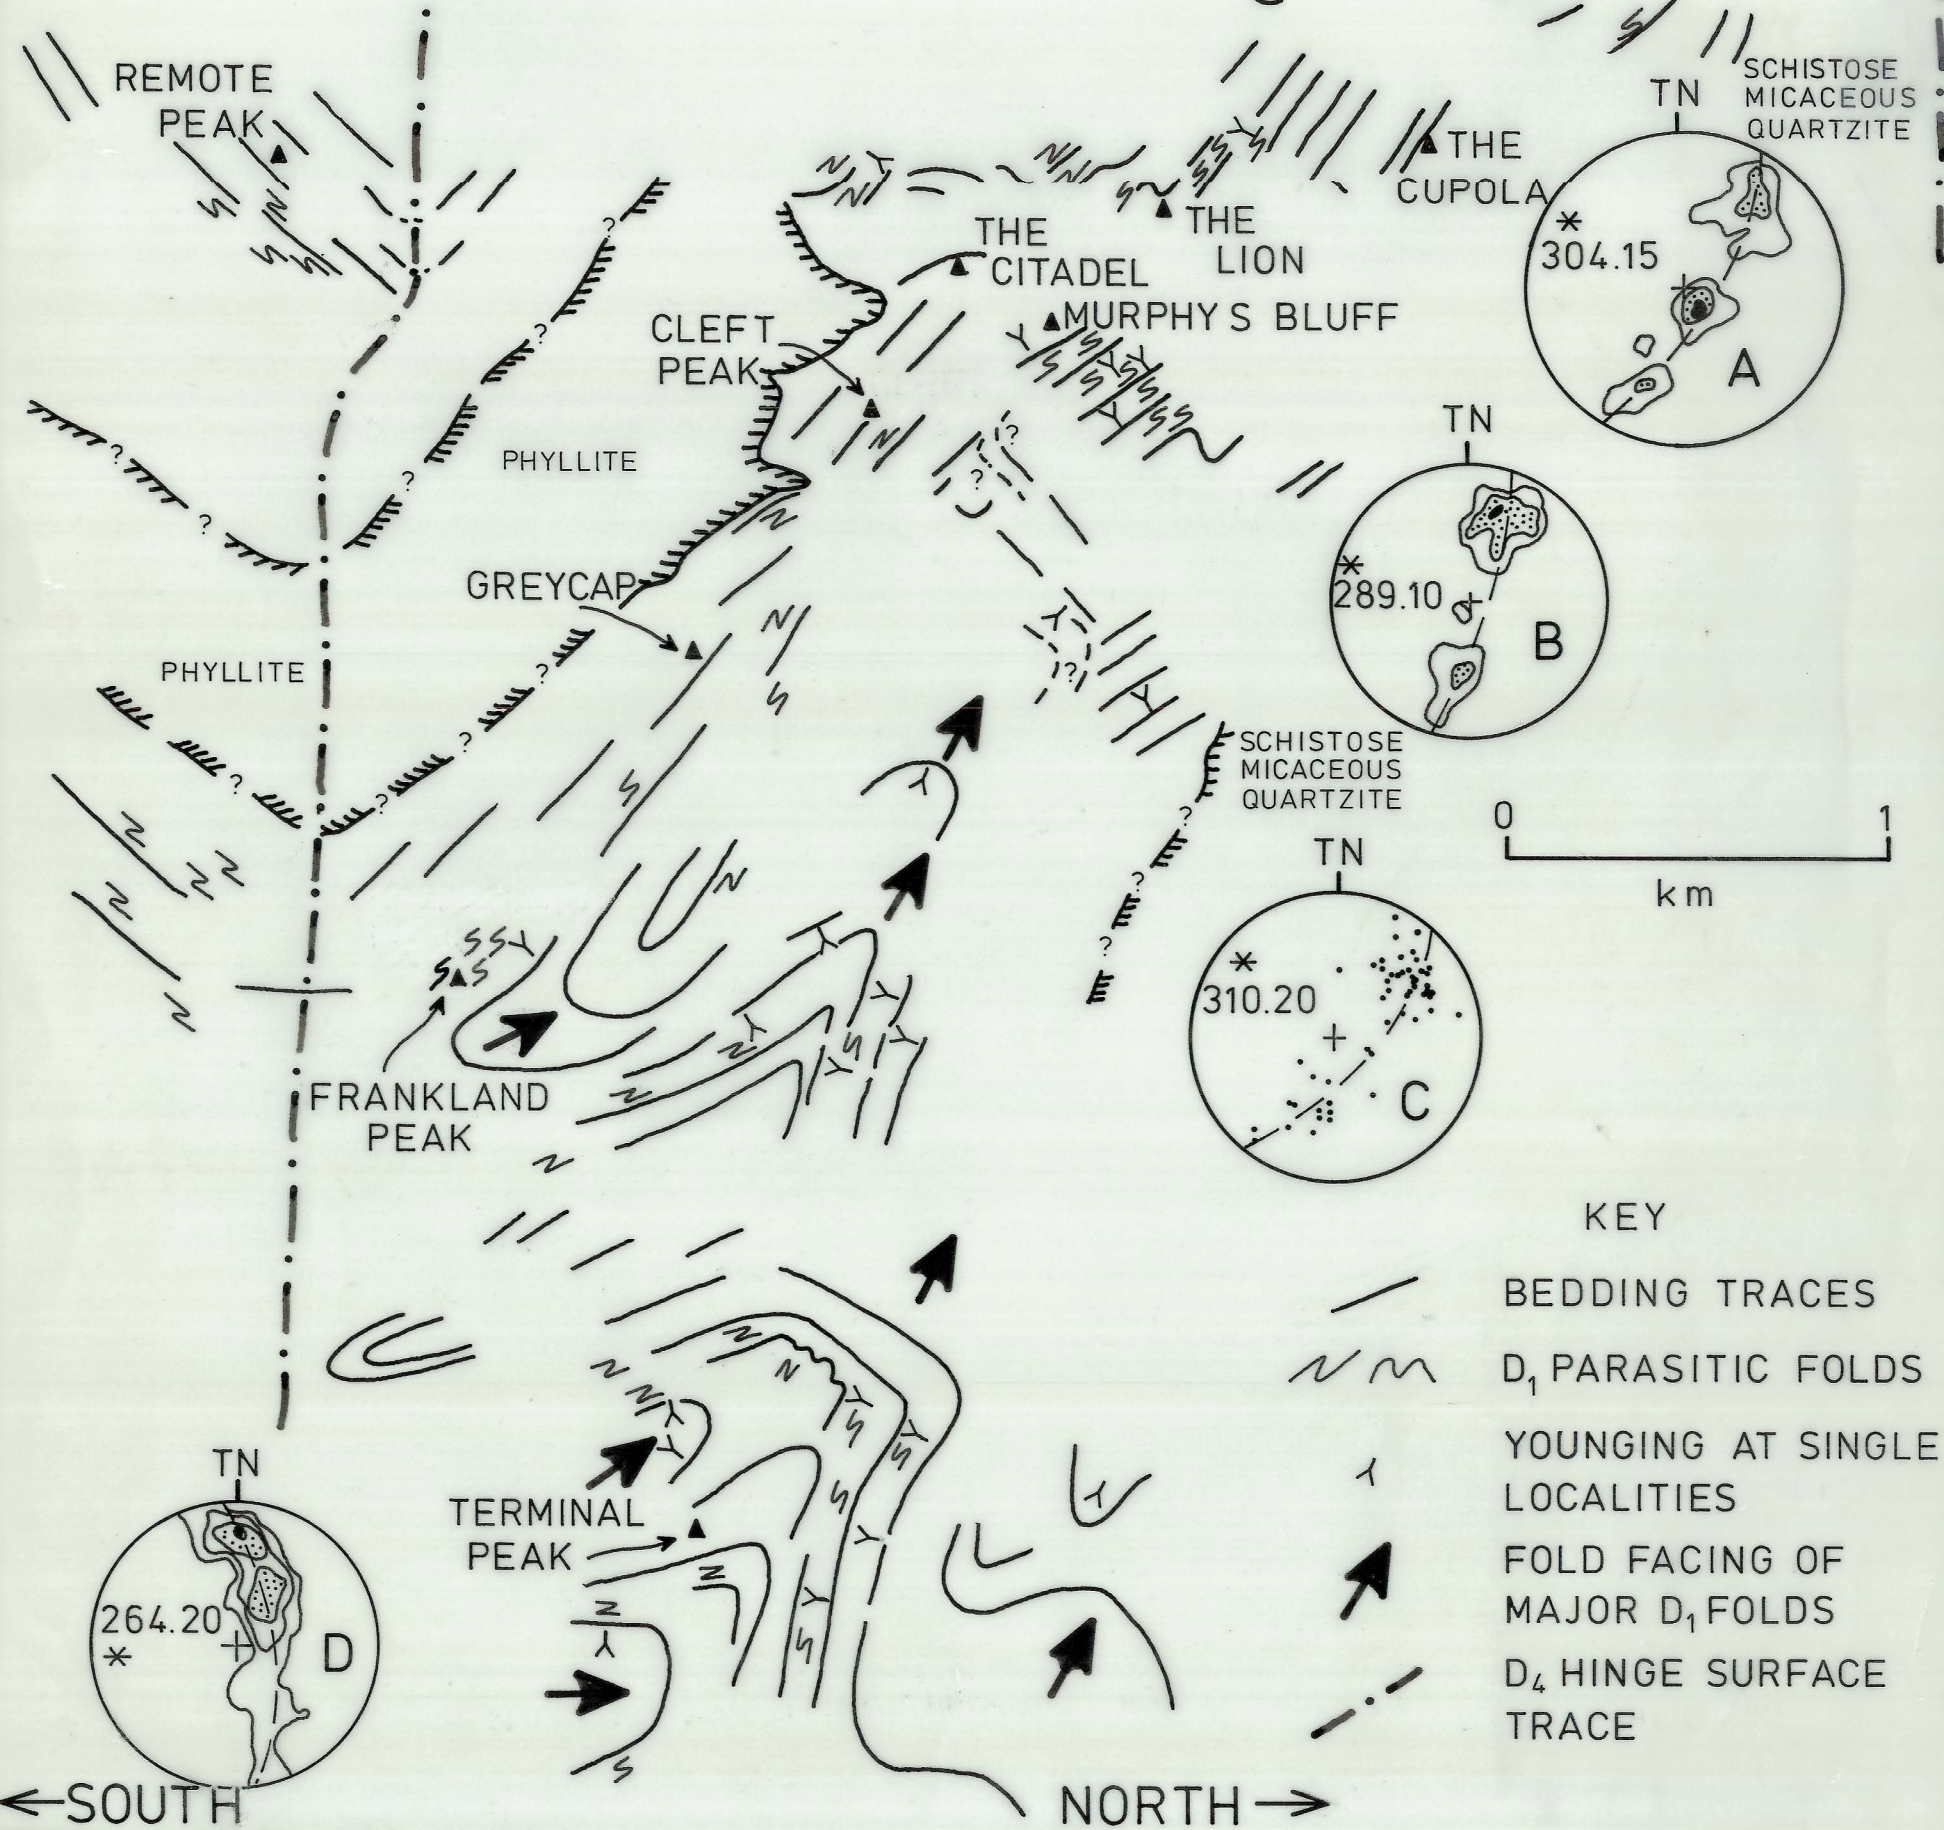 REMOTE
PEAK
SCHISTOSE
MICACEOUS
QUARTZITE
TN
THE
CUPOLA
304.15
A
THE
LION
THE
CITADEL
MURPHYS BLUFF
CLEFT
PEAK
?
?
?
?
?
?
?
PHYLLITE
TN
289.10
B
GREYCAP
PHYLLITE
?
?
?
?
?
SCHISTOSE
MICACEOUS
QUARTZITE
?
?
?
0 1
km
TN
310.20
C
FRANKLAND
PEAK
KEY
BEDDING TRACES
D1 PARASITIC FOLDS
YOUNGING AT SINGLE
LOCALITIES
FOLD FACING OF
MAJOR D1 FOLDS
D4 HINGE SURFACE
TRACE
TN
264.20
D
TERMINAL
PEAK
←SOUTH
NORTH→